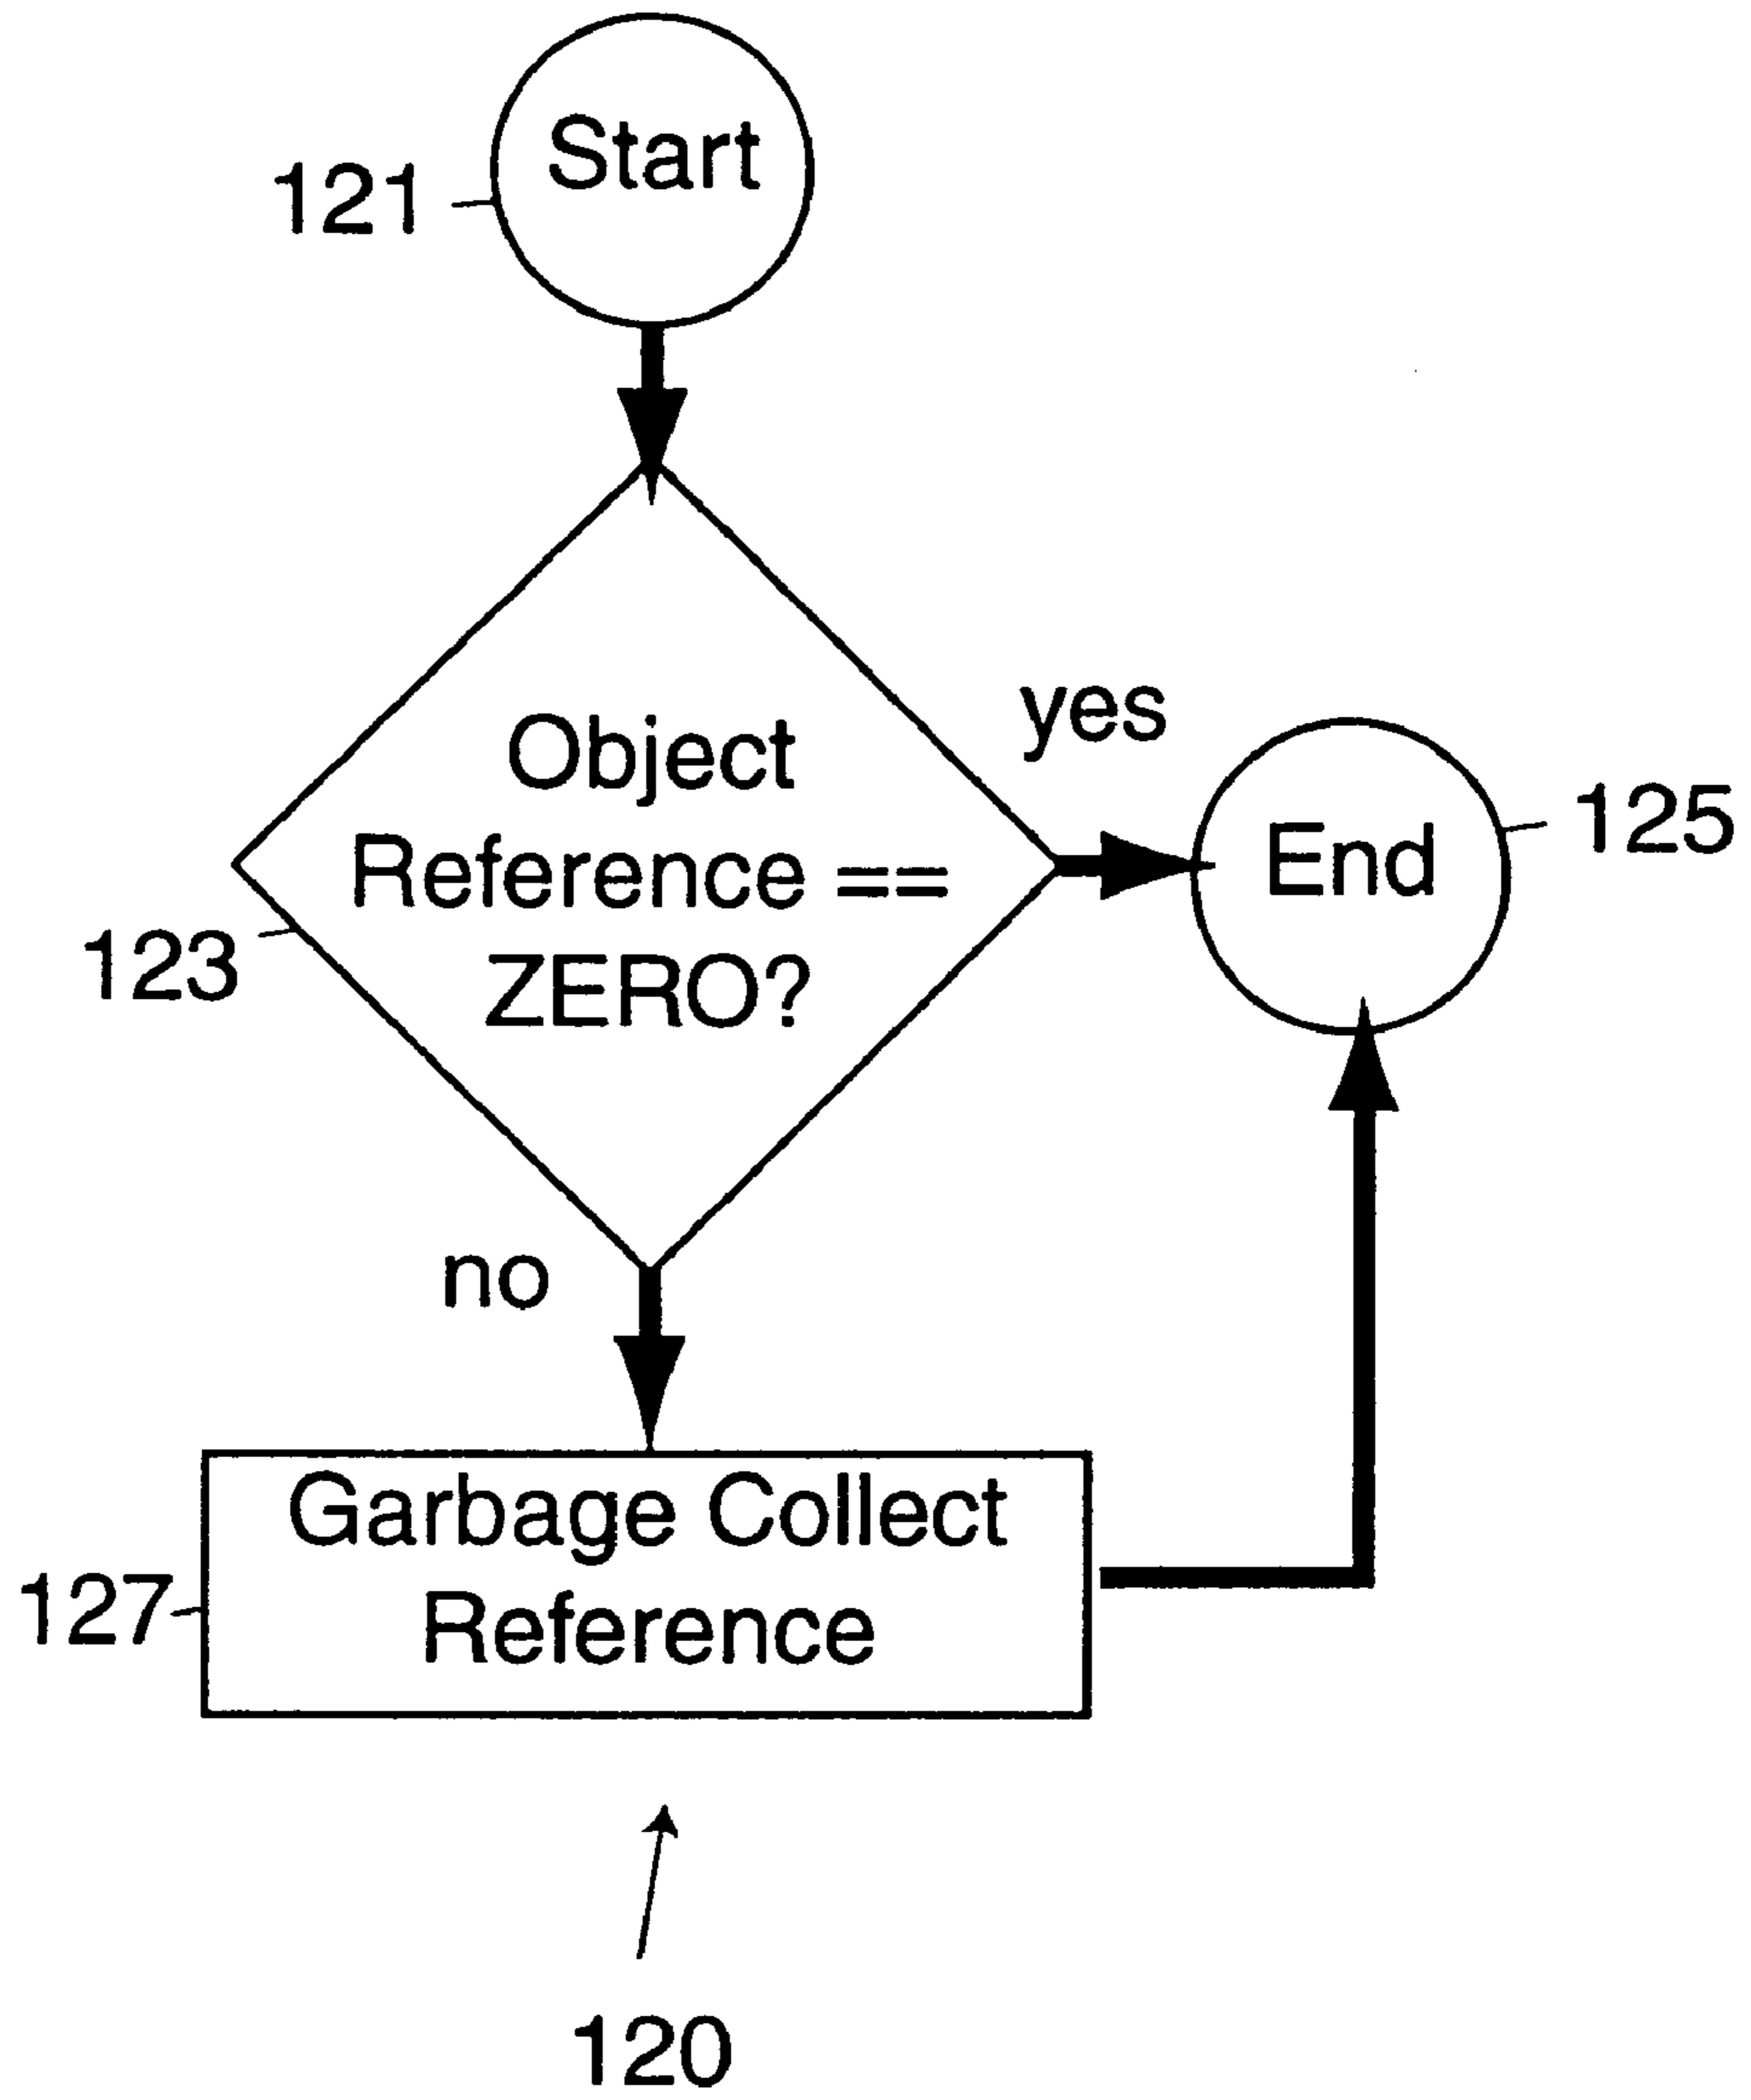 Start
121
yes
Object
Reference ==
ZERO?
End
125
123
no
Garbage Collect
Reference
127
120